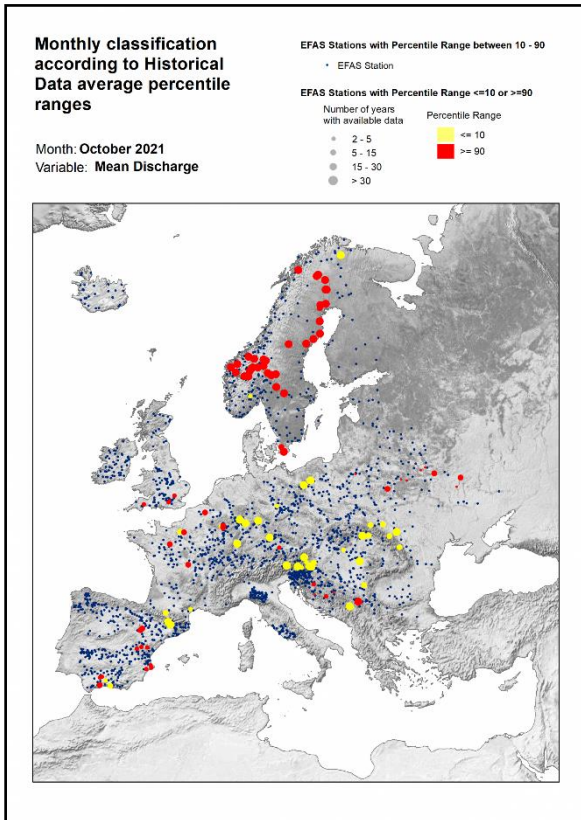 Monthly classification
according to Historical
Data average percentile
ranges
Month: October 2021
Variable: Mean Discharge
EFAS Stations with Percentile Range between 10 - 90
EFAS Station
EFAS Stations with Percentile Range <=10 or >=90
Number of years
with available data
2 - 5
5 - 15
15 - 30
> 30
Percentile Range
<= 10
>= 90